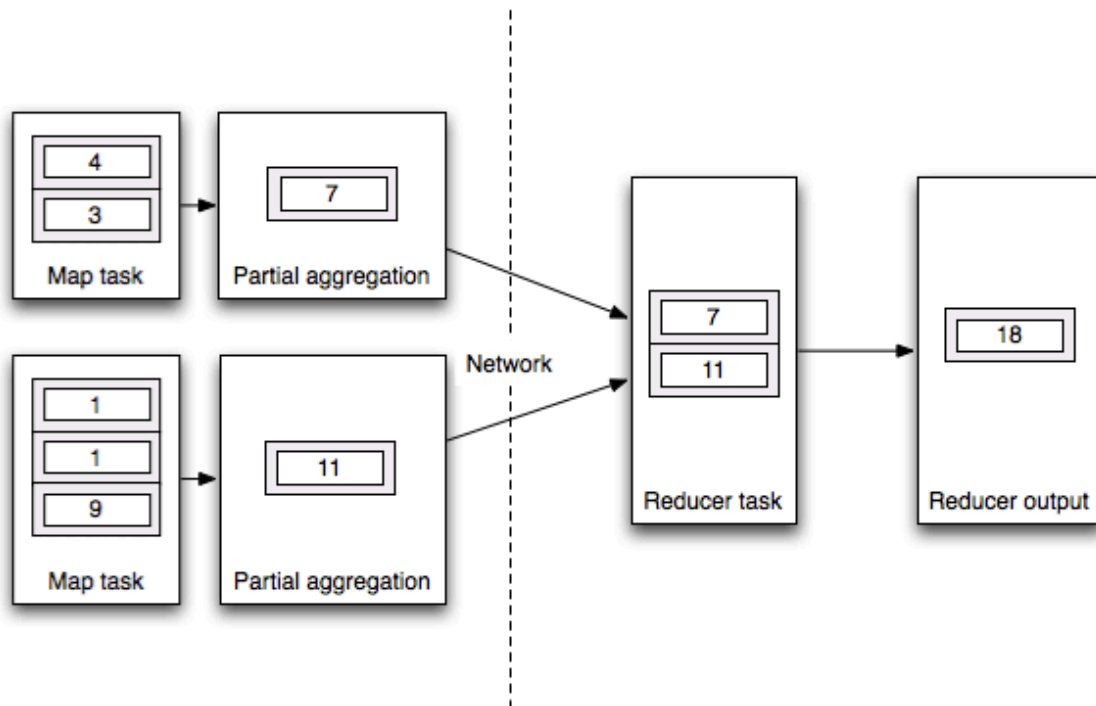 4
3
Map task
7
Partial aggregation
1
1
9
Map task
11
Partial aggregation
Network
7
11
Reducer task
18
Reducer output